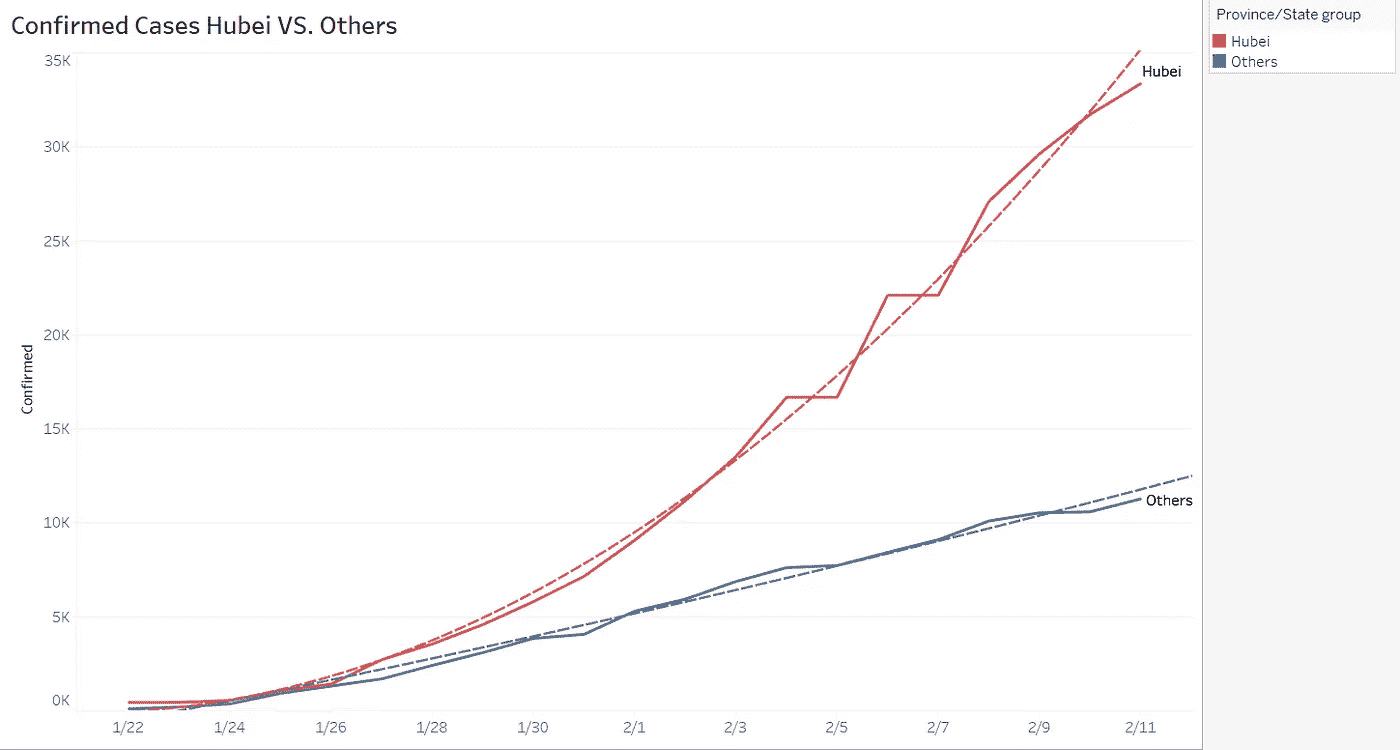 Confirmed Cases Hubei VS. Others
Province/State group
Hubei
Others
Confirmed
35K
30K
25K
20K
15K
10K
5K
0K
Hubei
Others
1/22 1/24 1/26 1/28 1/30 2/1 2/3 2/5 2/7 2/9 2/11